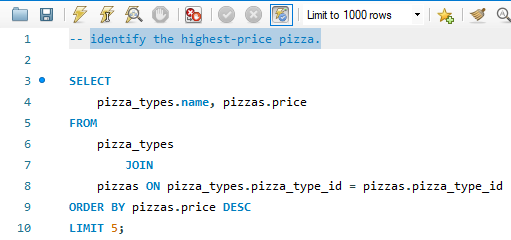 Limit to 1000 rows
1 -- identify the highest-price pizza.
2
3 SELECT
4 pizza_types.name, pizzas.price
5 FROM
6 pizza_types
7 JOIN
8 pizzas ON pizza_types.pizza_type_id = pizzas.pizza_type_id
9 ORDER BY pizzas.price DESC
10 LIMIT 5;